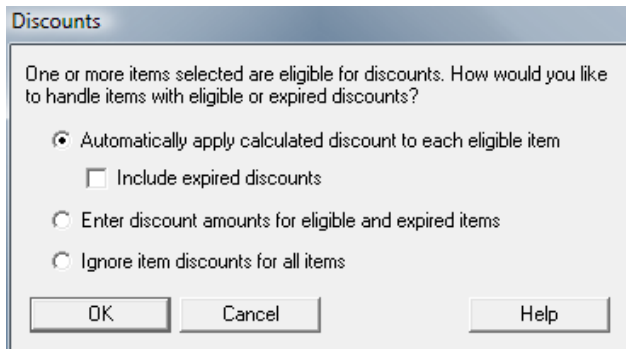 Discounts
One or more items selected are eligible for discounts. How would you like
to handle items with eligible or expired discounts?
Automatically apply calculated discount to each eligible item
Include expired discounts
Enter discount amounts for eligible and expired items
Ignore item discounts for all items
OK Cancel Help